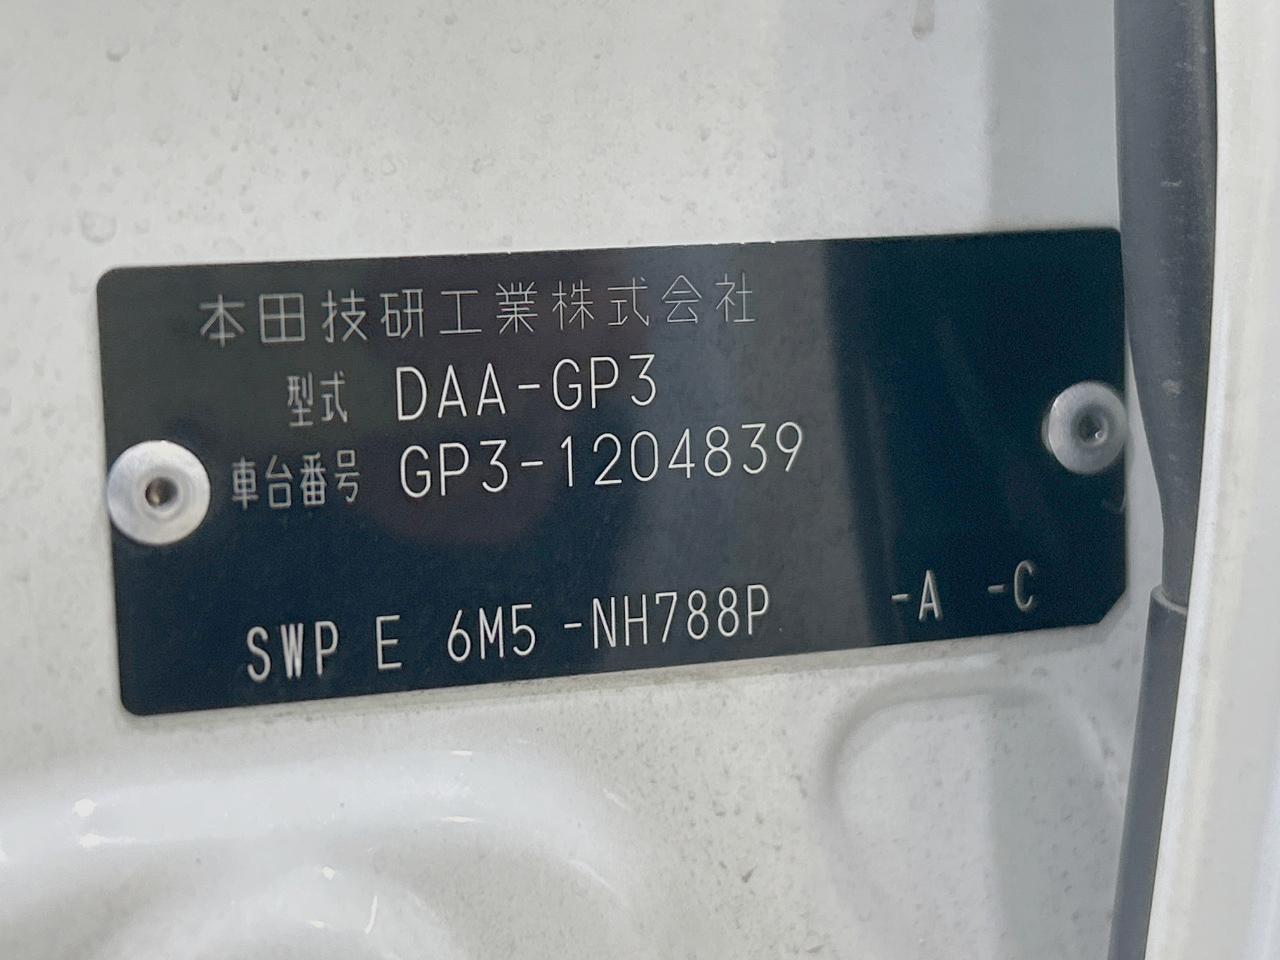 本田技研工業株式会社
型式 DAA-GP3
車台番号 GP3-1204839
SWP E 6M5 -NH788P -A -C